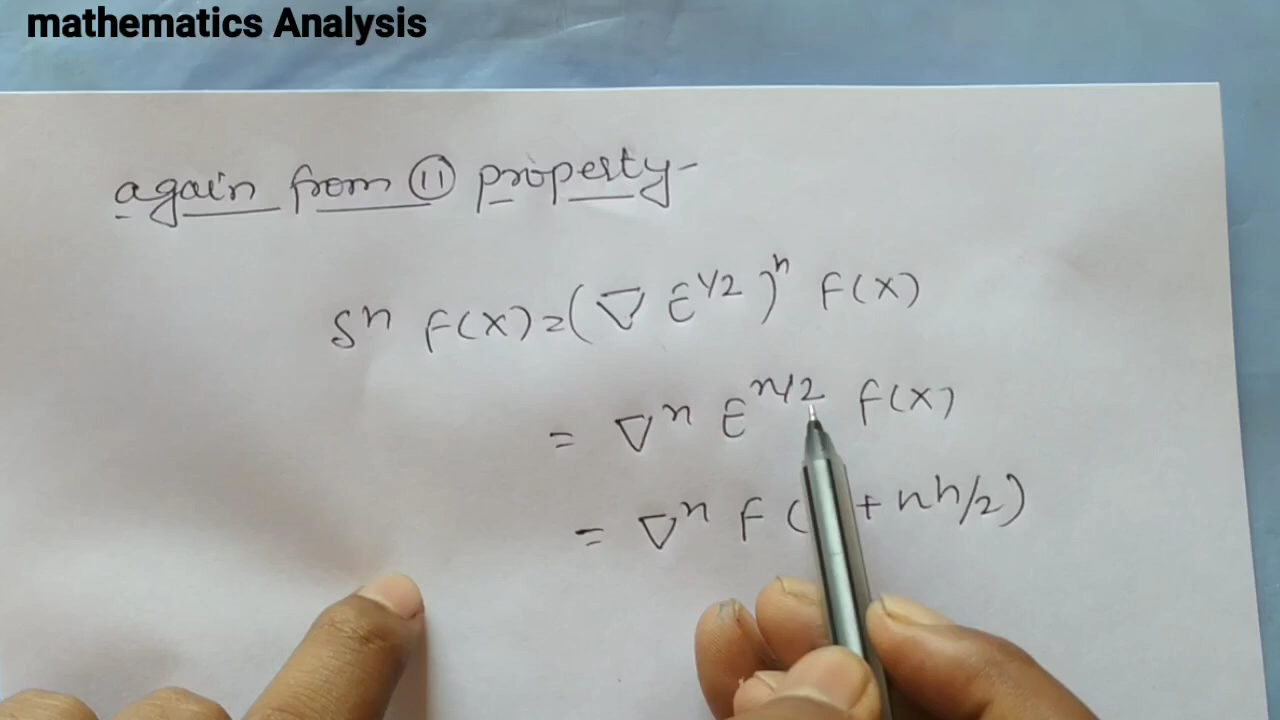 mathematics Analysis
again from ⑪ property-
δⁿ f(x) = (∇ E^1/2)ⁿ f(x)
= ∇ⁿ E^n/2 f(x)
= ∇ⁿ f( + nh/2)